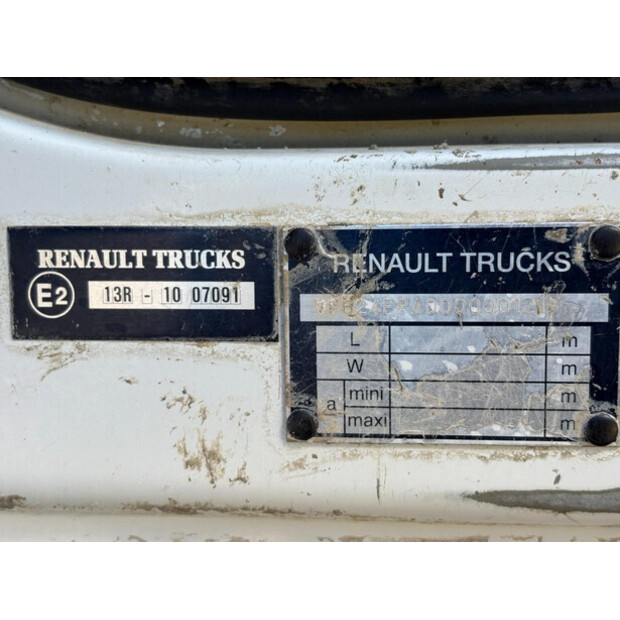 RENAULT TRUCKS
E2
13R - 10 07091
RENAULT TRUCKS
L m
W m
a
mini m
maxi m